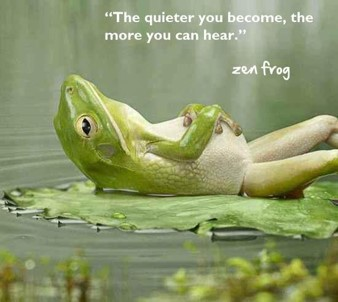 “The quieter you become, the
more you can hear.”
zen frog